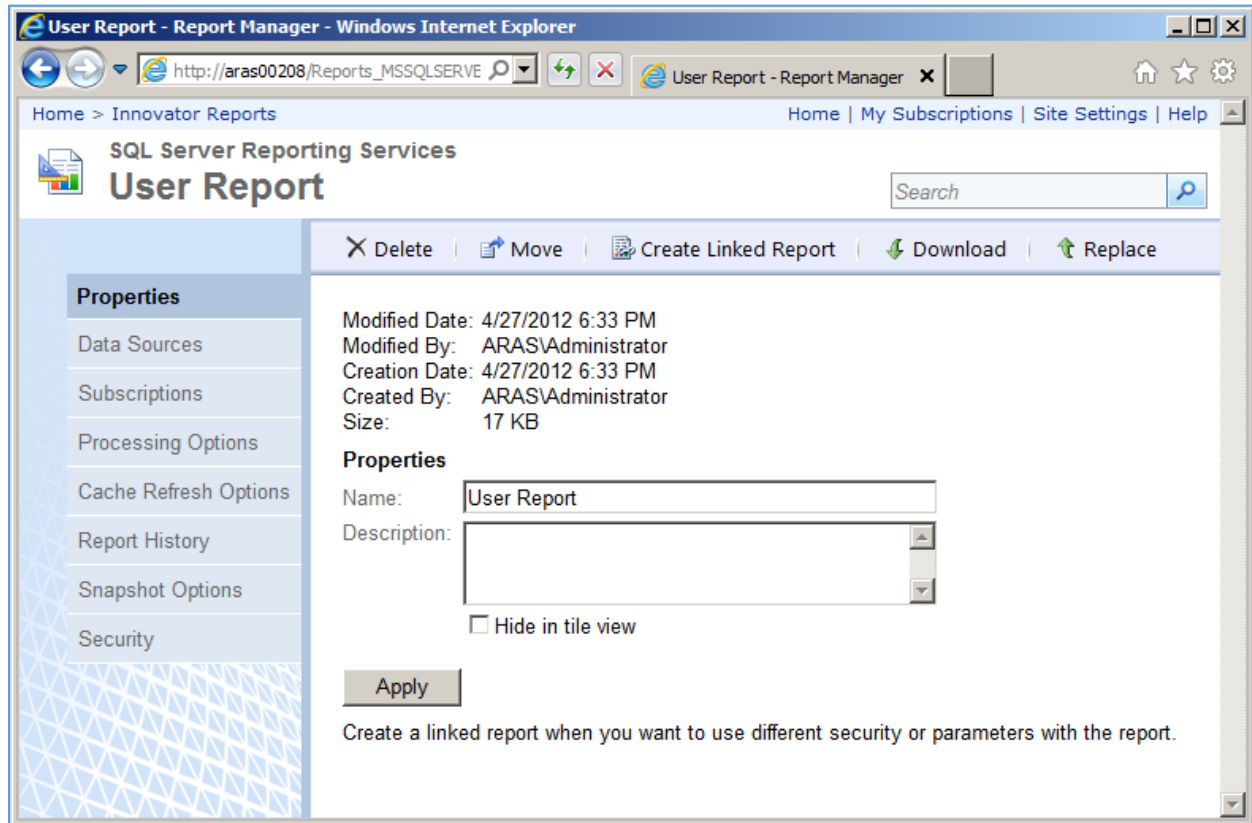 User Report - Report Manager - Windows Internet Explorer
http://aras00208/Reports_MSSQLSERVE
User Report - Report Manager
Home > Innovator Reports
Home | My Subscriptions | Site Settings | Help
SQL Server Reporting Services
User Report
Search
Delete | Move | Create Linked Report | Download | Replace
Properties
Data Sources
Subscriptions
Processing Options
Cache Refresh Options
Report History
Snapshot Options
Security
Modified Date: 4/27/2012 6:33 PM
Modified By: ARAS\Administrator
Creation Date: 4/27/2012 6:33 PM
Created By: ARAS\Administrator
Size: 17 KB
Properties
Name: User Report
Description:
Hide in tile view
Apply
Create a linked report when you want to use different security or parameters with the report.